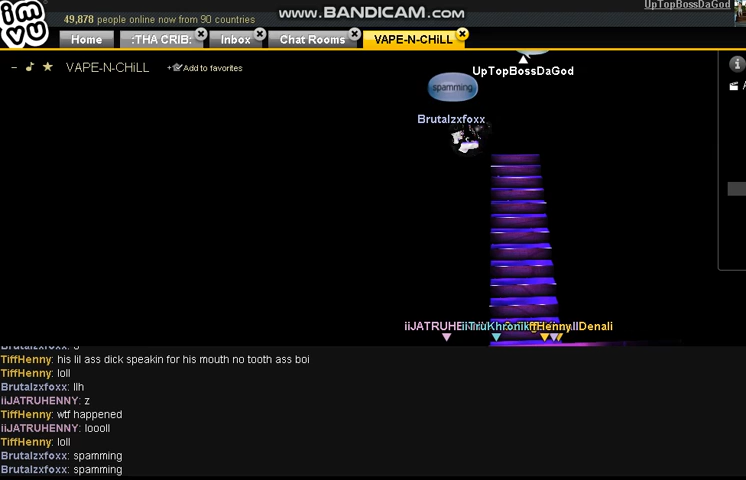 UpTopBossDaGod
WWW.BANDICAM.COM
imvu
49,878 people online now from 90 countries
Home
:THA CRIB:
Inbox
Chat Rooms
VAPE-N-CHiLL
VAPE-N-CHiLL
+ Add to favorites
UpTopBossDaGod
spamming
Brutalzxfoxx
iiJATRUHE
TiffHenny
Denali
Brutalzxfoxx:
TiffHenny: his lil ass dick speakin for his mouth no tooth ass boi
TiffHenny: loll
Brutalzxfoxx: llh
iiJATRUHENNY: z
TiffHenny: wtf happened
iiJATRUHENNY: loooll
TiffHenny: loll
Brutalzxfoxx: spamming
Brutalzxfoxx: spamming